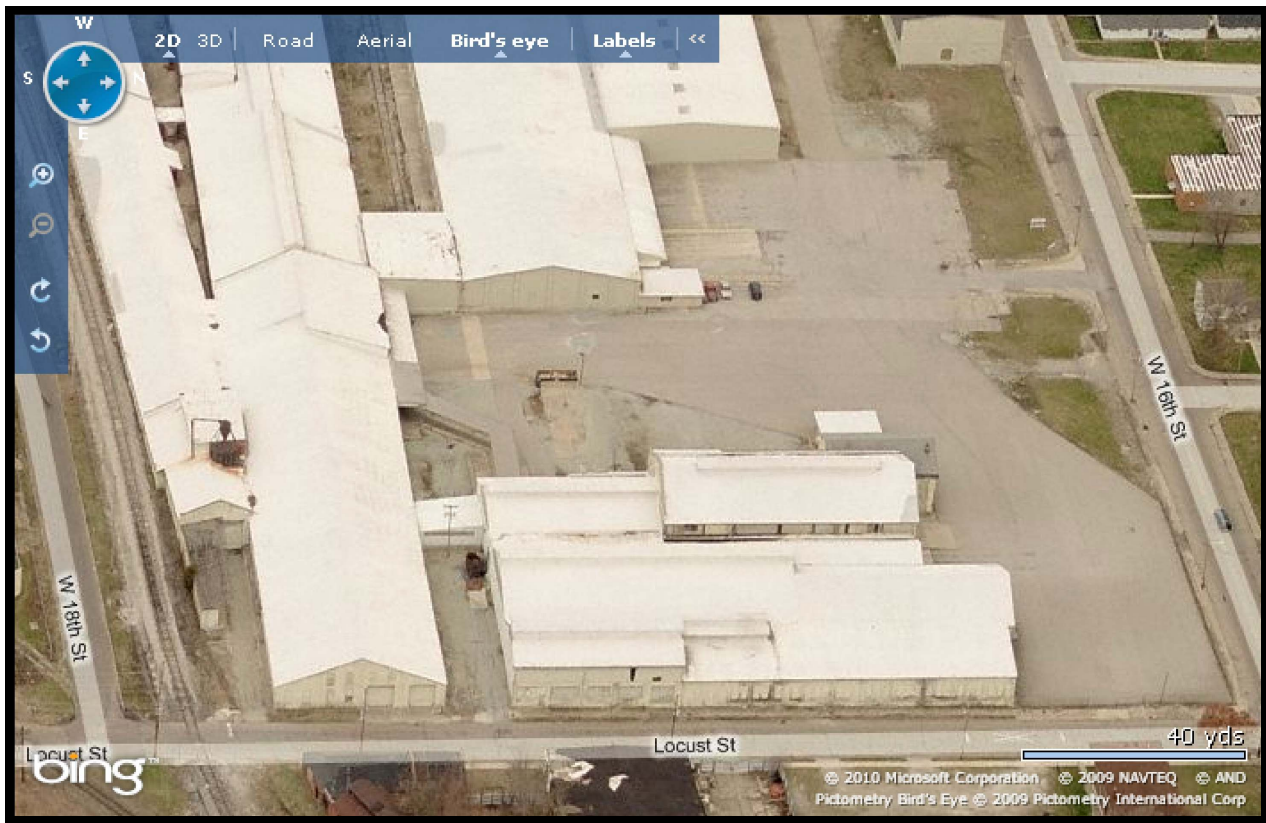 W
2D 3D | Road Aerial Bird's eye | Labels | <<
S N
E
W 16th St
W 18th St
Locust St
Locust St
40 yds
bing™
© 2010 Microsoft Corporation © 2009 NAVTEQ © AND
Pictometry Bird's Eye © 2009 Pictometry International Corp